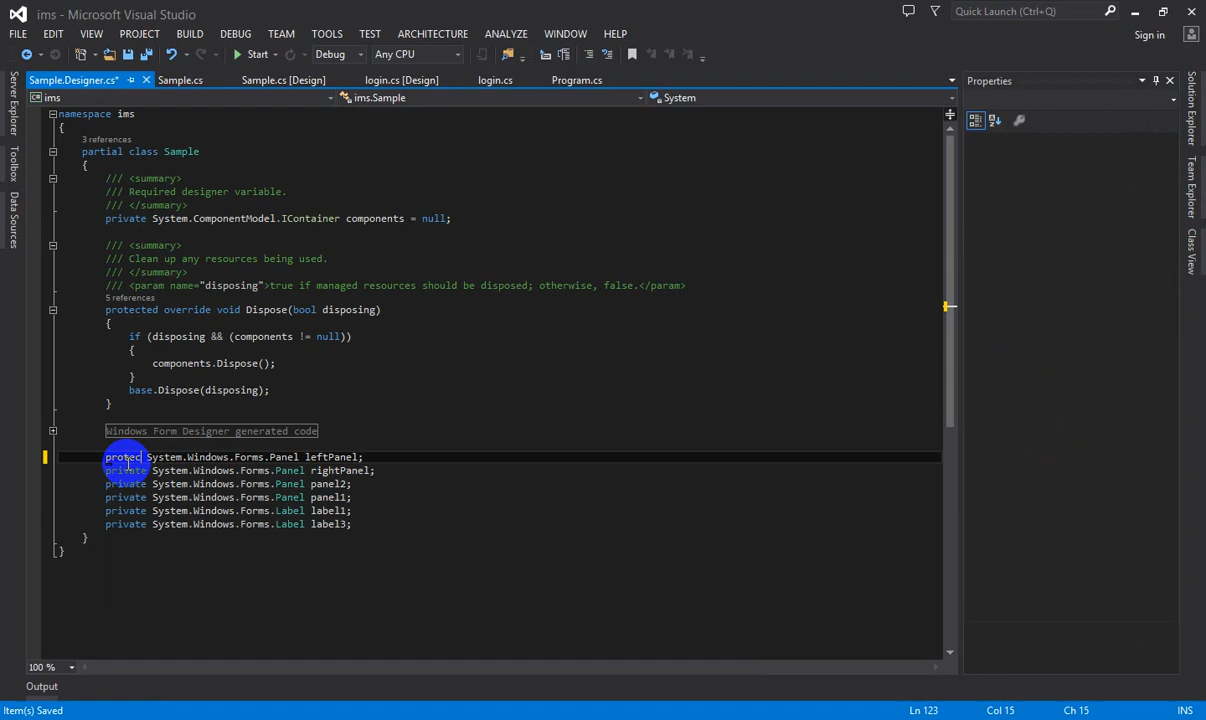 ims - Microsoft Visual Studio
Quick Launch (Ctrl+Q)
FILE EDIT VIEW PROJECT BUILD DEBUG TEAM TOOLS TEST ARCHITECTURE ANALYZE WINDOW HELP
Sign in
Start Debug Any CPU
Sample.Designer.cs* Sample.cs Sample.cs [Design] login.cs [Design] login.cs Program.cs
Properties
ims ims.Sample System
Server Explorer
Toolbox
Data Sources
Solution Explorer
Team Explorer
Class View
namespace ims
{
3 references
partial class Sample
{
/// <summary>
/// Required designer variable.
/// </summary>
private System.ComponentModel.IContainer components = null;
/// <summary>
/// Clean up any resources being used.
/// </summary>
/// <param name="disposing">true if managed resources should be disposed; otherwise, false.</param>
5 references
protected override void Dispose(bool disposing)
{
if (disposing && (components != null))
{
components.Dispose();
}
base.Dispose(disposing);
}
Windows Form Designer generated code
protec System.Windows.Forms.Panel leftPanel;
private System.Windows.Forms.Panel rightPanel;
private System.Windows.Forms.Panel panel2;
private System.Windows.Forms.Panel panel1;
private System.Windows.Forms.Label label1;
private System.Windows.Forms.Label label3;
}
}
100 %
Output
Item(s) Saved Ln 123 Col 15 Ch 15 INS